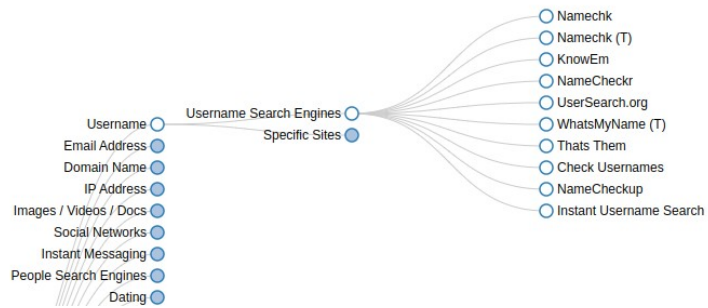 Username
Email Address
Domain Name
IP Address
Images / Videos / Docs
Social Networks
Instant Messaging
People Search Engines
Dating
Username Search Engines
Specific Sites
Namechk
Namechk (T)
KnowEm
NameCheckr
UserSearch.org
WhatsMyName (T)
Thats Them
Check Usernames
NameCheckup
Instant Username Search